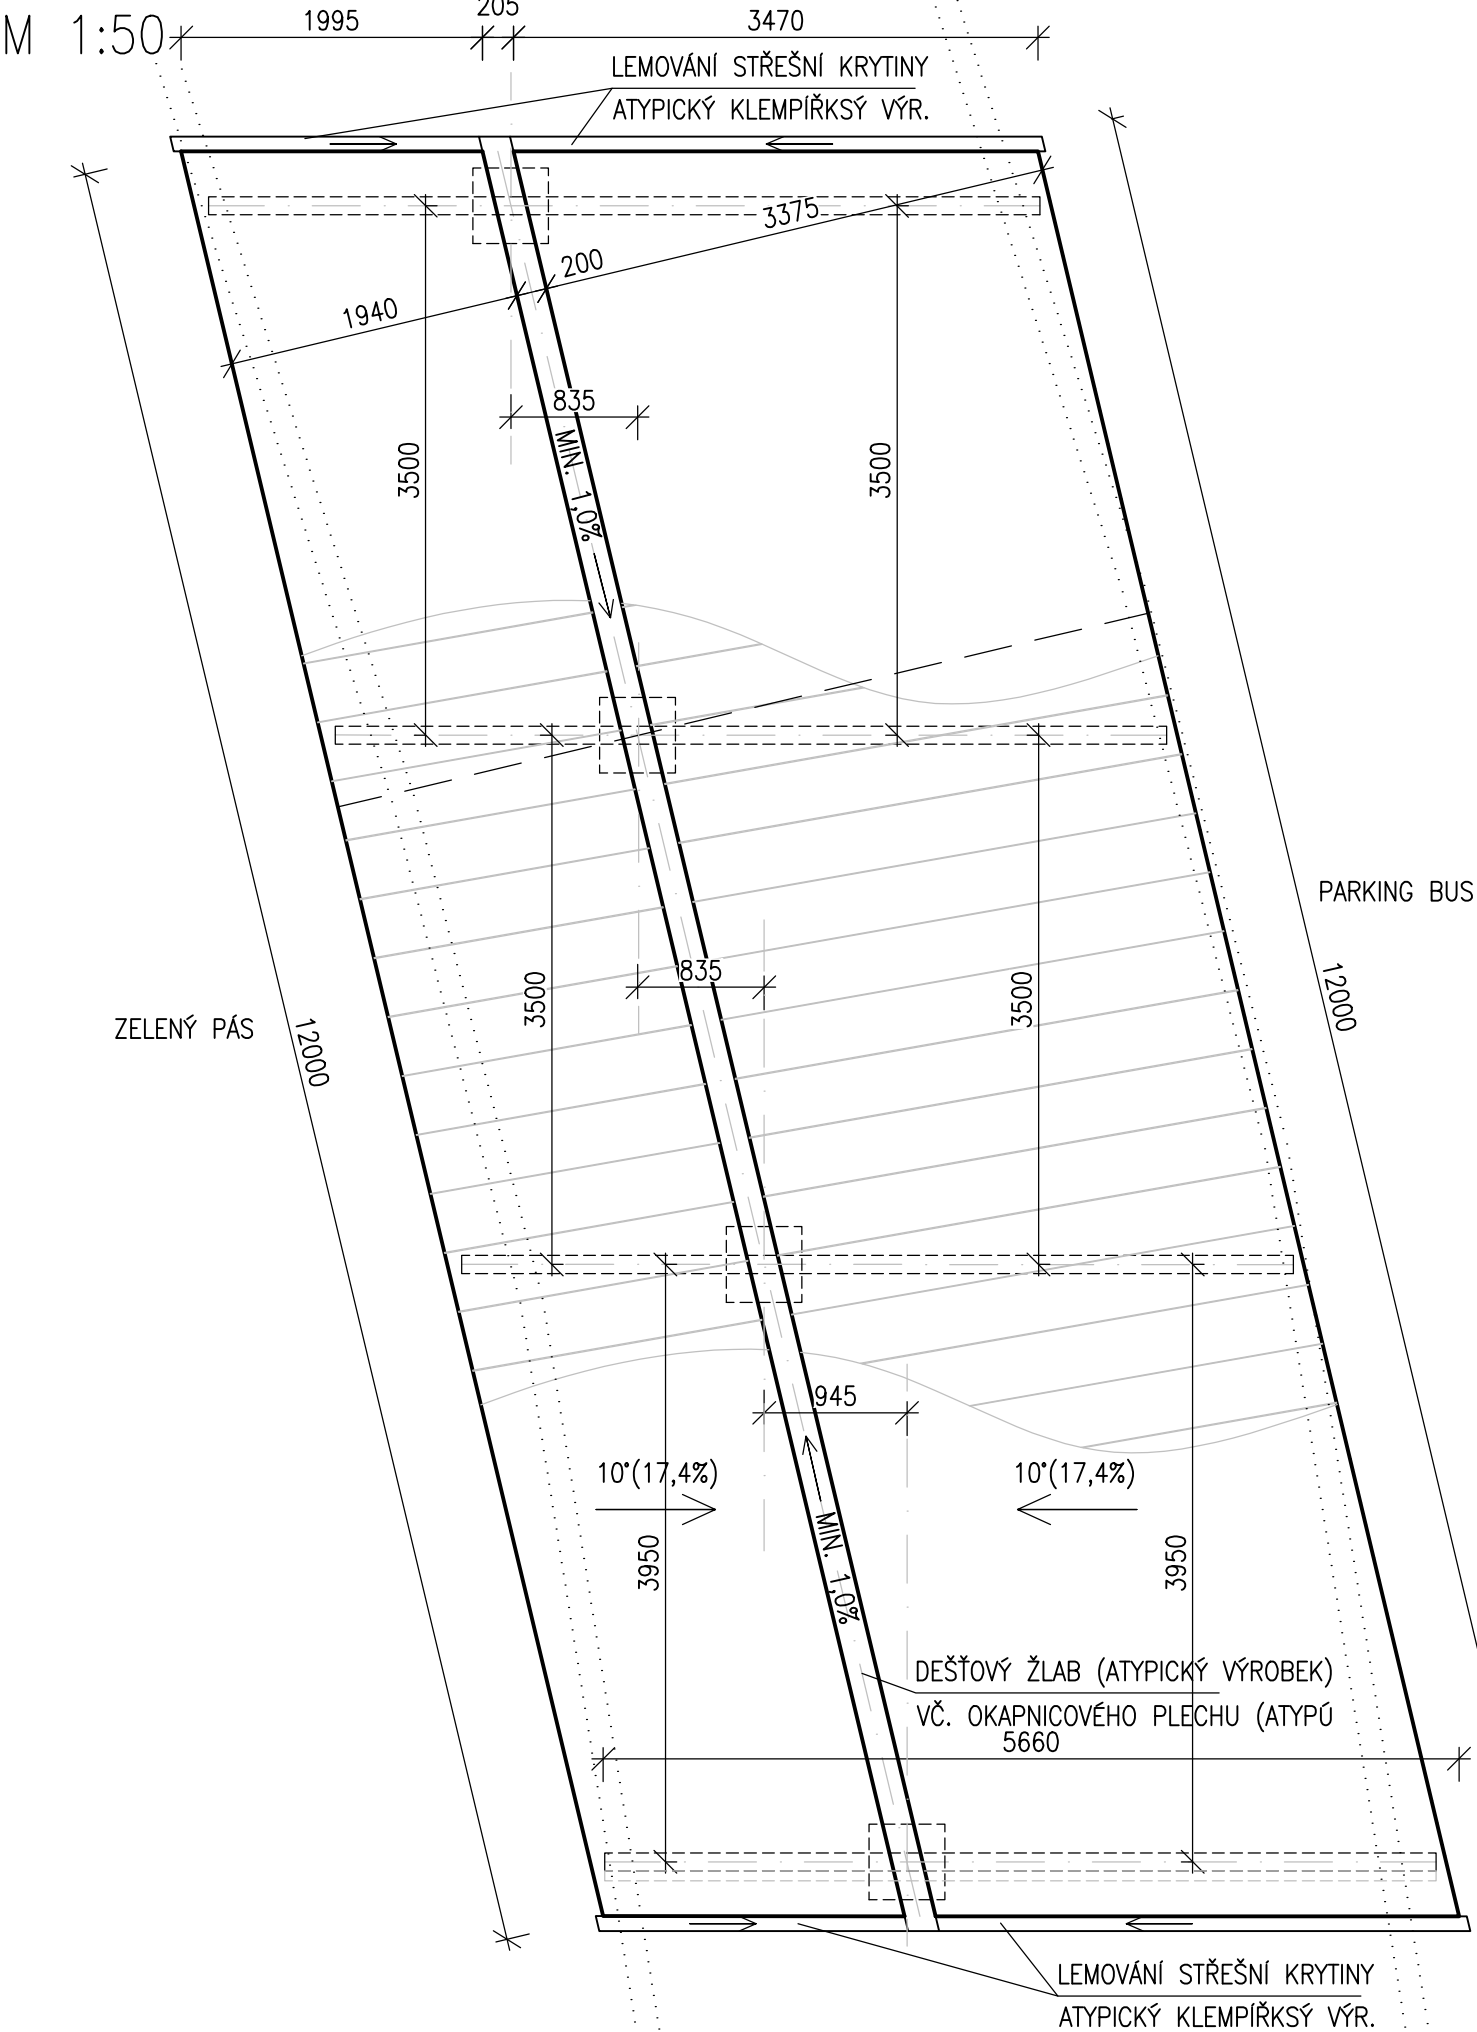 M 1:50
1995
205
3470
LEMOVÁNÍ STŘEŠNÍ KRYTINY
ATYPICKÝ KLEMPÍŘKSÝ VÝR.
3375
200
1940
835
MIN. 1,0%
3500
3500
PARKING BUS
835
3500
3500
12000
ZELENÝ PÁS
12000
945
10°(17,4%)
10°(17,4%)
3950
3950
MIN. 1,0%
DEŠŤOVÝ ŽLAB (ATYPICKÝ VÝROBEK)
VČ. OKAPNICOVÉHO PLECHU (ATYPÚ
5660
LEMOVÁNÍ STŘEŠNÍ KRYTINY
ATYPICKÝ KLEMPÍŘKSÝ VÝR.